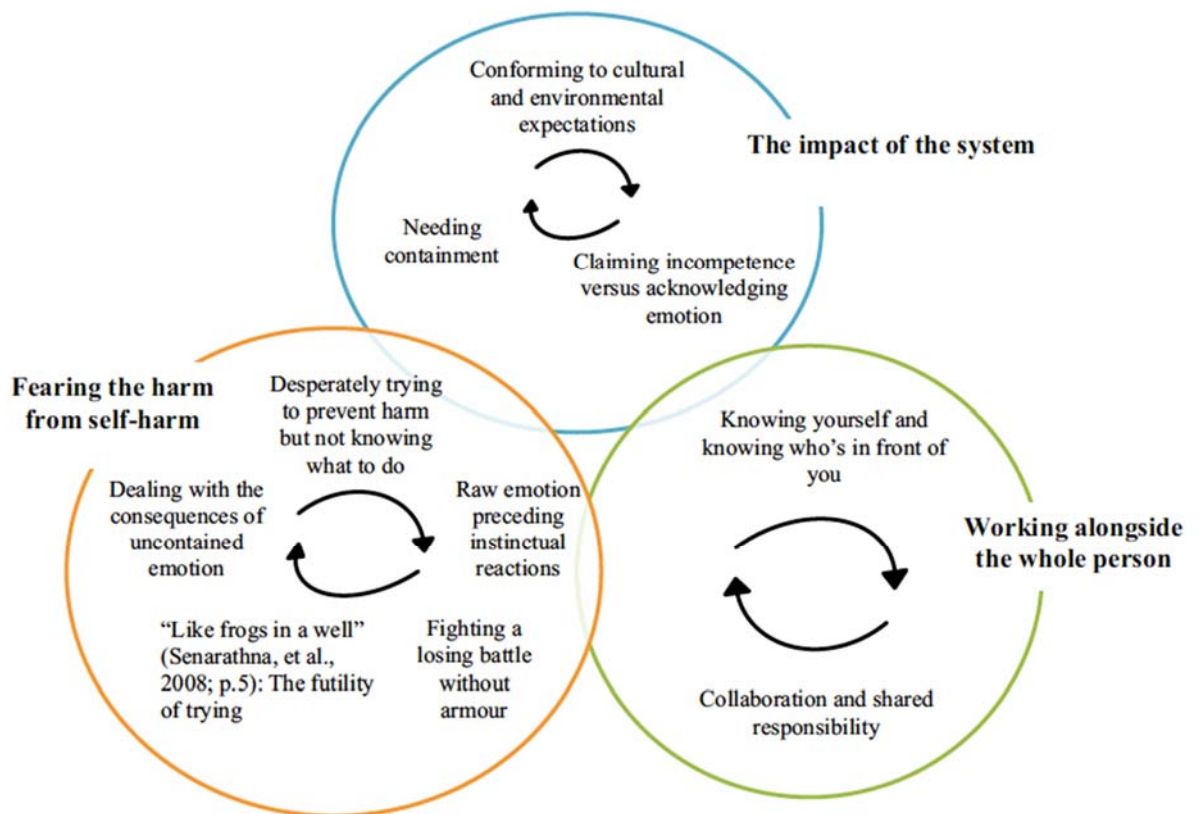 Conforming to cultural
and environmental
expectations
The impact of the system
Needing
containment
Claiming incompetence
versus acknowledging
emotion
Fearing the harm
from self-harm
Desperately trying
to prevent harm
but not knowing
what to do
Dealing with the
consequences of
uncontained
emotion
Raw emotion
preceding
instinctual
reactions
“Like frogs in a well”
(Senarathna, et al.,
2008; p.5): The futility
of trying
Fighting a
losing battle
without
armour
Knowing yourself and
knowing who’s in front of
you
Working alongside
the whole person
Collaboration and shared
responsibility